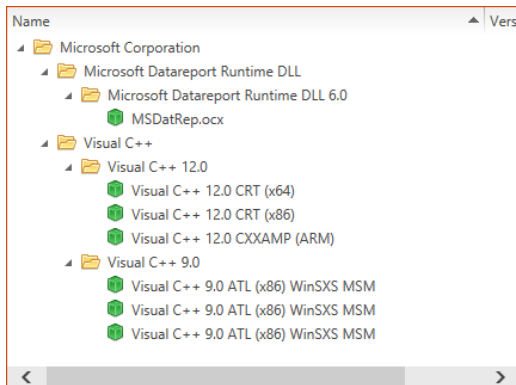 Name Vers
Microsoft Corporation
Microsoft Datareport Runtime DLL
Microsoft Datareport Runtime DLL 6.0
MSDatRep.ocx
Visual C++
Visual C++ 12.0
Visual C++ 12.0 CRT (x64)
Visual C++ 12.0 CRT (x86)
Visual C++ 12.0 CXXAMP (ARM)
Visual C++ 9.0
Visual C++ 9.0 ATL (x86) WinSXS MSM
Visual C++ 9.0 ATL (x86) WinSXS MSM
Visual C++ 9.0 ATL (x86) WinSXS MSM